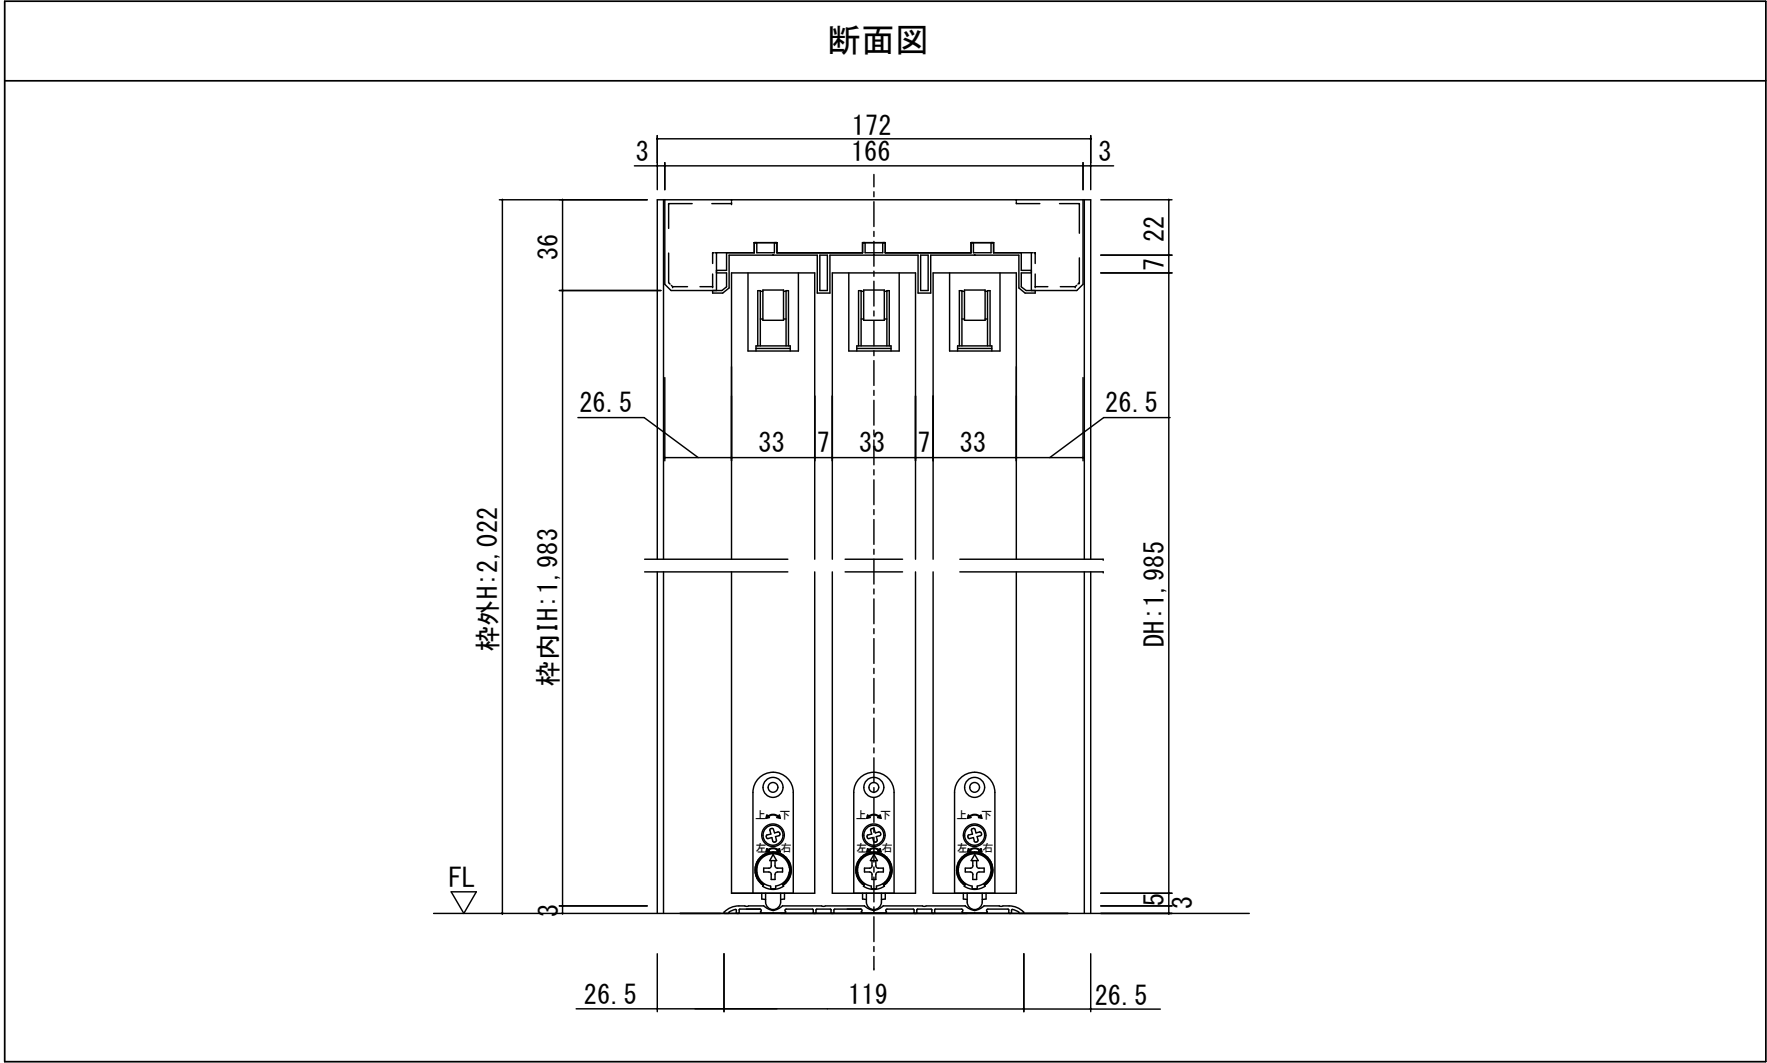 断面図
172
3 166 3
36
22
7
26.5 26.5
33 7 33 7 33
枠外H:2,022
枠内IH:1,983
DH:1,985
上 下 上 下 上 下
左 右 左 右 左 右
FL
3
5
3
26.5 119 26.5